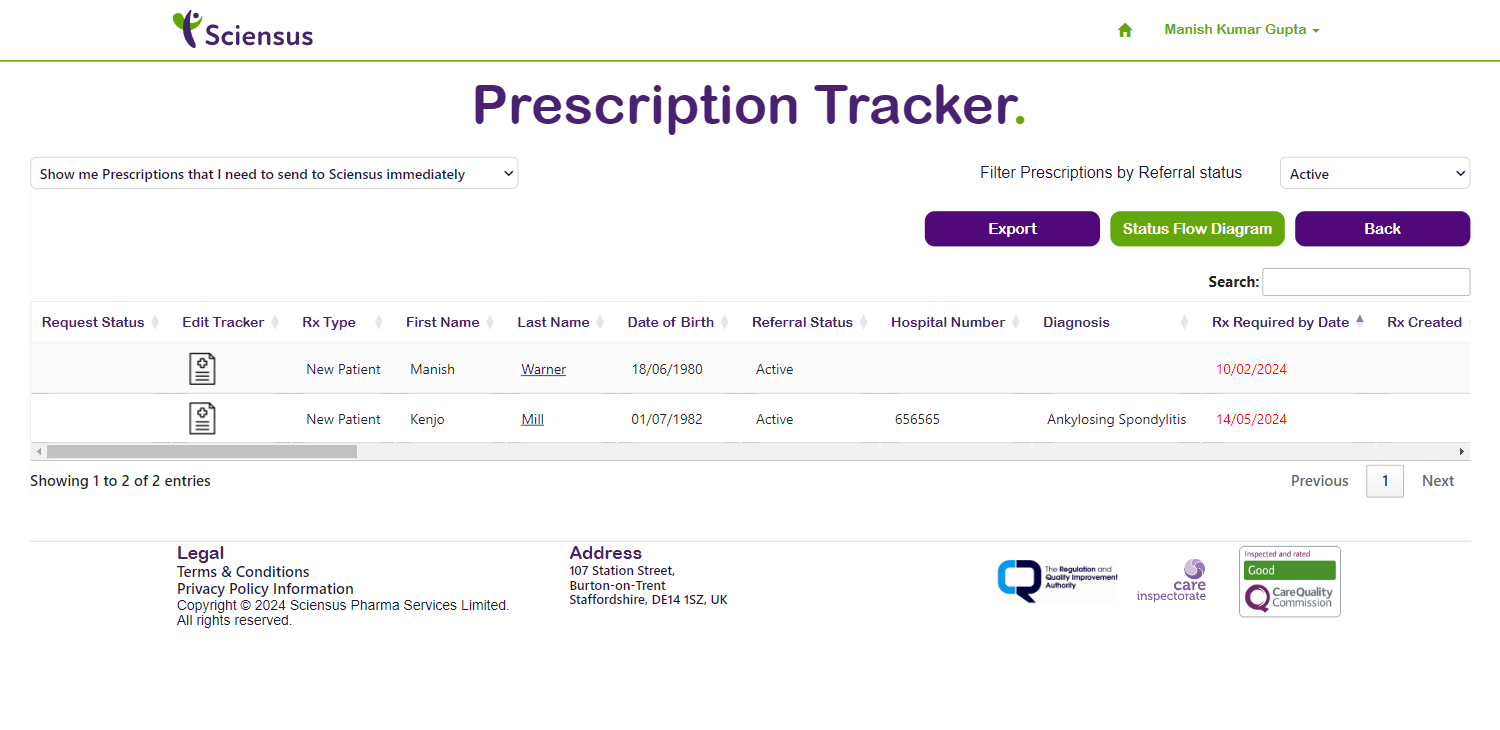 Sciensus
Manish Kumar Gupta
Prescription Tracker.
Show me Prescriptions that I need to send to Sciensus immediately
Filter Prescriptions by Referral status
Active
Export
Status Flow Diagram
Back
Search:
Request Status Edit Tracker Rx Type First Name Last Name Date of Birth Referral Status Hospital Number Diagnosis Rx Required by Date Rx Created
New Patient Manish Warner 18/06/1980 Active 10/02/2024
New Patient Kenjo Mill 01/07/1982 Active 656565 Ankylosing Spondylitis 14/05/2024
Showing 1 to 2 of 2 entries
Previous 1 Next
Legal
Terms & Conditions
Privacy Policy Information
Copyright © 2024 Sciensus Pharma Services Limited.
All rights reserved.
Address
107 Station Street,
Burton-on-Trent
Staffordshire, DE14 1SZ, UK
The Regulation and
Quality Improvement
Authority
care
inspectorate
Inspected and rated
Good
CareQuality
Commission